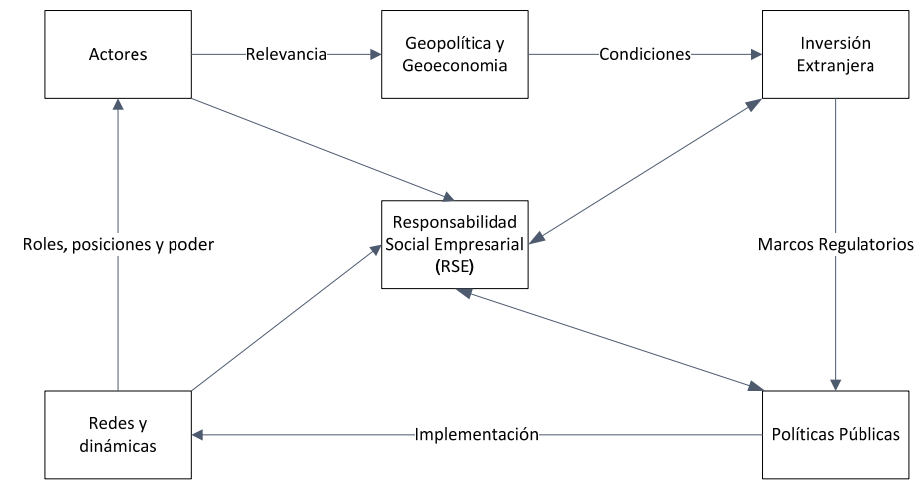 Actores
Relevancia
Geopolítica y
Geoeconomia
Condiciones
Inversión
Extranjera
Responsabilidad
Social Empresarial
(RSE)
Roles, posiciones y poder
Marcos Regulatorios
Redes y
dinámicas
Implementación
Políticas Públicas